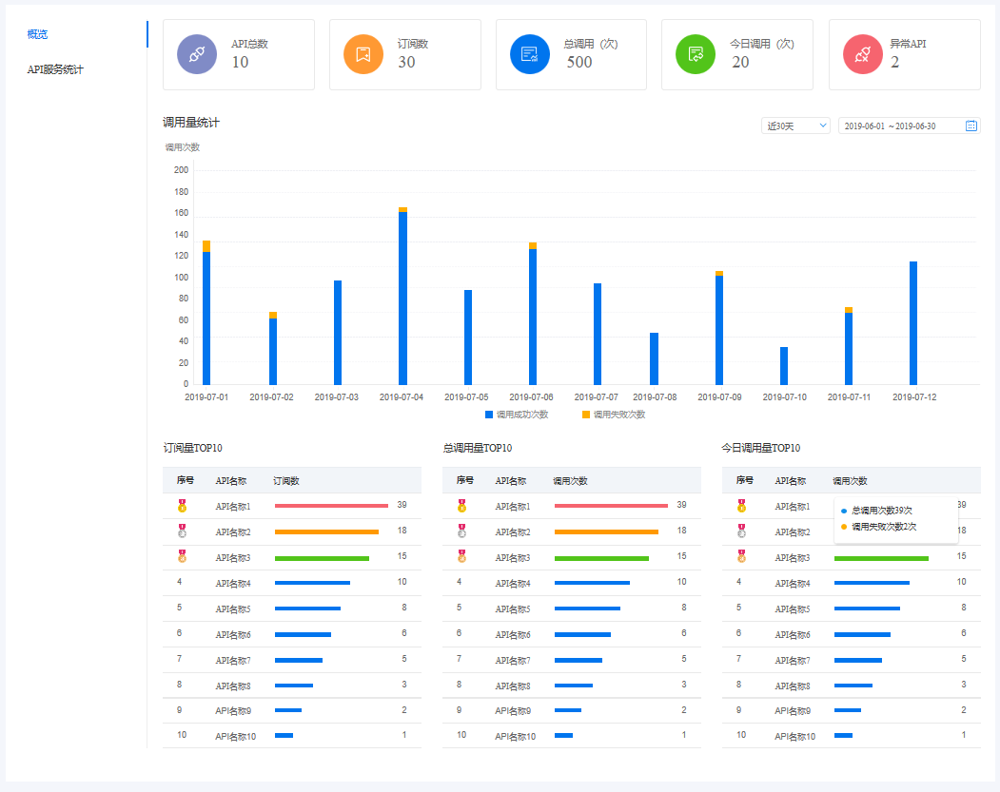 概览
API服务统计
API总数
10
订阅数
30
总调用（次）
500
今日调用（次）
20
异常API
2
调用量统计
近30天
2019-06-01 ~ 2019-06-30
调用次数
200
180
160
140
120
100
80
60
40
20
0
2019-07-01 2019-07-02 2019-07-03 2019-07-04 2019-07-05 2019-07-06 2019-07-07 2019-07-08 2019-07-09 2019-07-10 2019-07-11 2019-07-12
调用成功次数 调用失败次数
订阅量TOP10
序号 API名称 订阅数
API名称1 39
API名称2 18
API名称3 15
4 API名称4 10
5 API名称5 8
6 API名称6 6
7 API名称7 5
8 API名称8 3
9 API名称9 2
10 API名称10 1
总调用量TOP10
序号 API名称 调用次数
API名称1 39
API名称2 18
API名称3 15
4 API名称4 10
5 API名称5 8
6 API名称6 6
7 API名称7 5
8 API名称8 3
9 API名称9 2
10 API名称10 1
今日调用量TOP10
序号 API名称 调用次数
API名称1 39
总调用次数39次
调用失败次数2次
API名称2 18
API名称3 15
4 API名称4 10
5 API名称5 8
6 API名称6 6
7 API名称7 5
8 API名称8 3
9 API名称9 2
10 API名称10 1